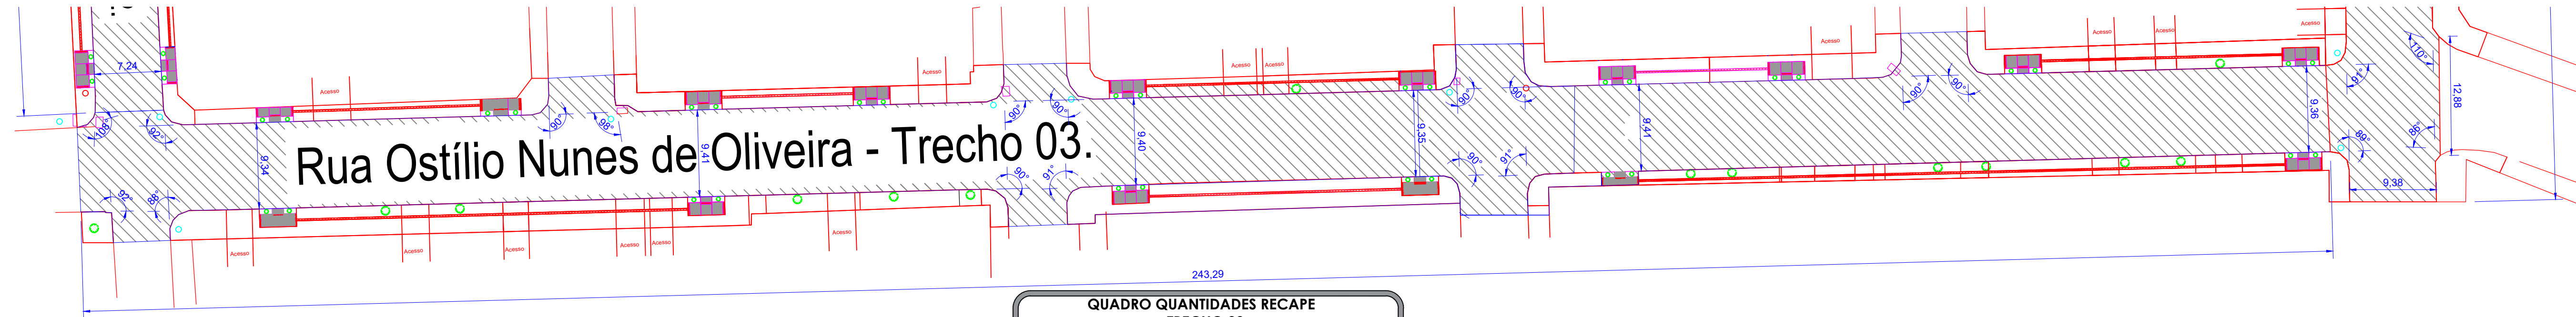 7,24
Acesso
Acesso
Acesso
Acesso
Acesso
Acesso
Acesso
Acesso
108°
92°
90°
98°
90°
90°
90°
90°
90°
90°
91°
110°
12,88
9,34
9,41
9,40
9,35
9,41
9,36
Rua Ostílio Nunes de Oliveira - Trecho 03.
92°
88°
90°
91°
90°
91°
89°
86°
9,38
Acesso
Acesso
Acesso
Acesso
Acesso
Acesso
243,29
QUADRO QUANTIDADES RECAPE